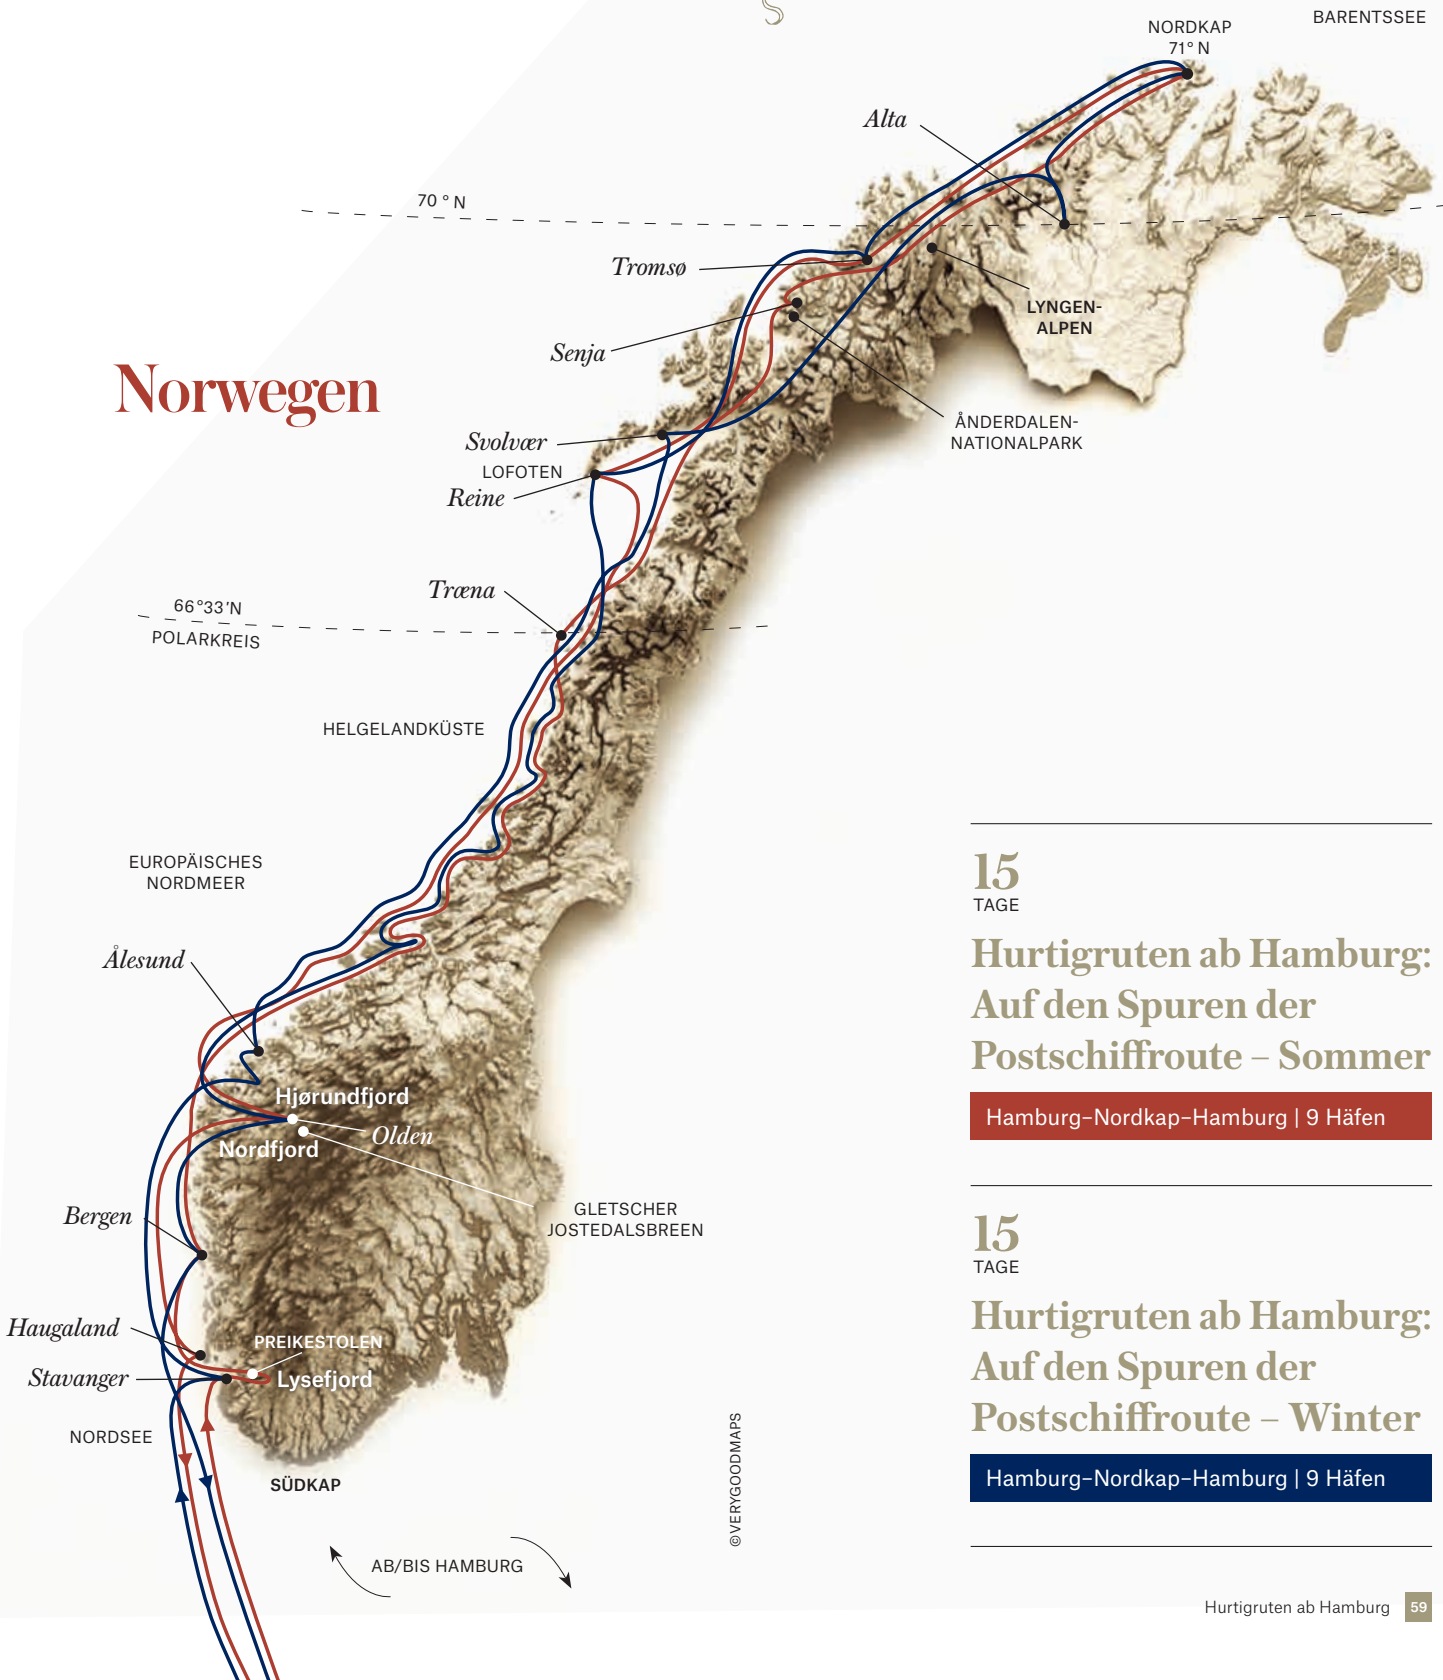 BARENTSSEE
NORDKAP
71° N
Alta
70 ° N
Tromsø
LYNGEN-
ALPEN
Senja
Norwegen
ÅNDERDALEN-
NATIONALPARK
Svolvær
LOFOTEN
Reine
Træna
66°33'N
POLARKREIS
HELGELANDKÜSTE
EUROPÄISCHES
NORDMEER
Ålesund
Hjørundfjord
Olden
Nordfjord
GLETSCHER
JOSTEDALSBREEN
Bergen
Haugaland
PREIKESTOLEN
Stavanger
Lysefjord
NORDSEE
SÜDKAP
AB/BIS HAMBURG
©VERYGOODMAPS
15
TAGE
Hurtigruten ab Hamburg:
Auf den Spuren der
Postschiffroute – Sommer
Hamburg–Nordkap–Hamburg | 9 Häfen
15
TAGE
Hurtigruten ab Hamburg:
Auf den Spuren der
Postschiffroute – Winter
Hamburg–Nordkap–Hamburg | 9 Häfen
Hurtigruten ab Hamburg 59